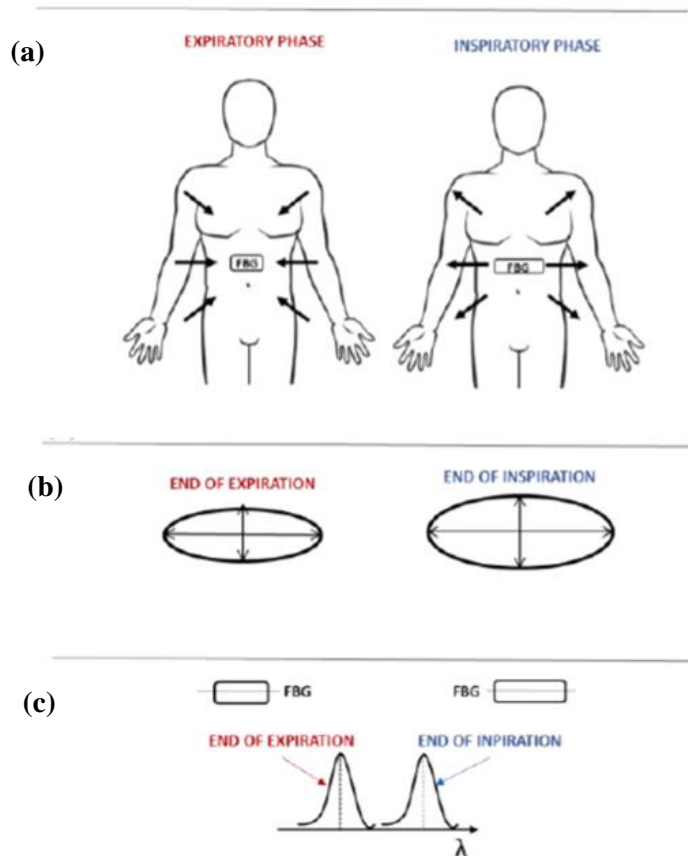 (a)
EXPIRATORY PHASE
INSPIRATORY PHASE
FBG
FBG
(b)
END OF EXPIRATION
END OF INSPIRATION
(c)
FBG
FBG
END OF EXPIRATION
END OF INPIRATION
λ